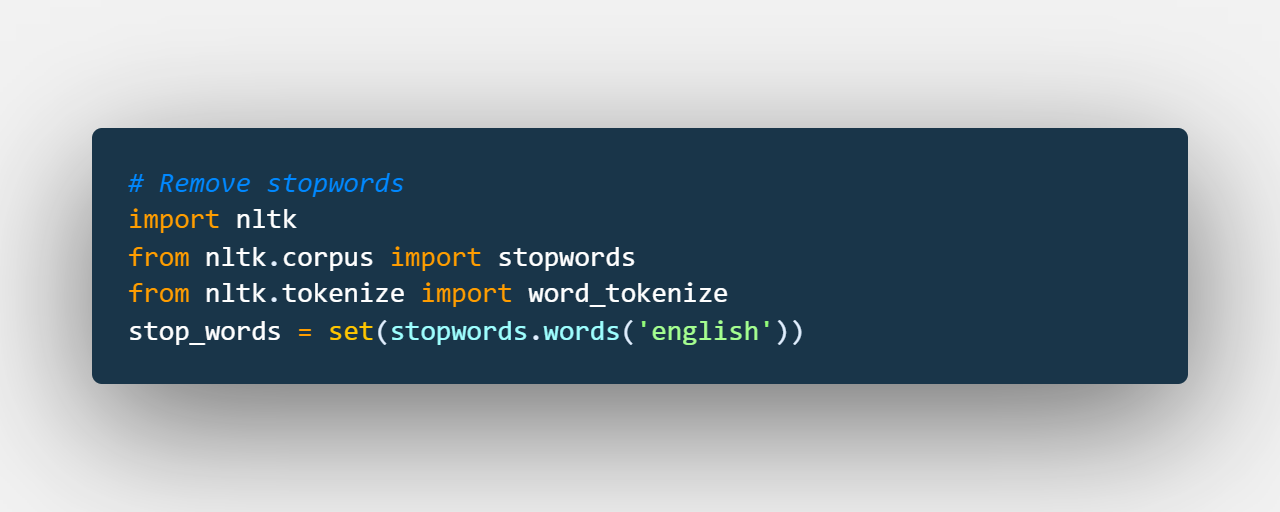 # Remove stopwords
import nltk
from nltk.corpus import stopwords
from nltk.tokenize import word_tokenize
stop_words = set(stopwords.words('english'))